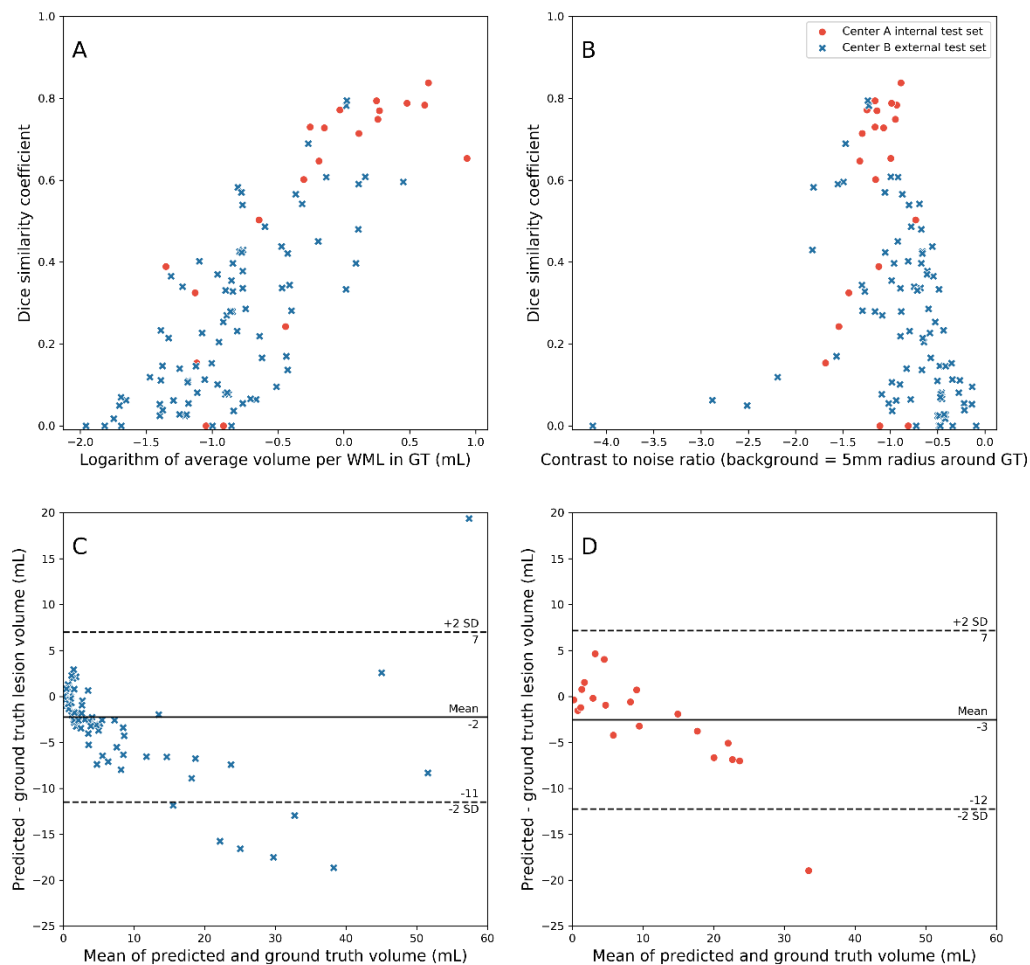 A
1.0
0.8
0.6
0.4
0.2
0.0
Dice similarity coefficient
−2.0 −1.5 −1.0 −0.5 0.0 0.5 1.0
Logarithm of average volume per WML in GT (mL)
B
Center A internal test set
Center B external test set
1.0
0.8
0.6
0.4
0.2
0.0
Dice similarity coefficient
−4.0 −3.5 −3.0 −2.5 −2.0 −1.5 −1.0 −0.5 0.0
Contrast to noise ratio (background = 5mm radius around GT)
C
20
15
10
5
0
−5
−10
−15
−20
−25
Predicted - ground truth lesion volume (mL)
+2 SD
7
Mean
-2
-11
-2 SD
0 10 20 30 40 50 60
Mean of predicted and ground truth volume (mL)
D
20
15
10
5
0
−5
−10
−15
−20
−25
Predicted - ground truth lesion volume (mL)
+2 SD
7
Mean
-3
-12
-2 SD
0 10 20 30 40 50 60
Mean of predicted and ground truth volume (mL)